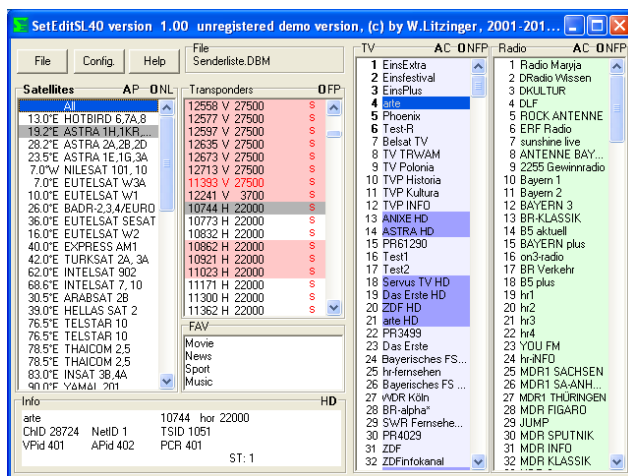 SetEditSL40 version 1.00 unregistered demo version, (c) by W.Litzinger, 2001-201...
File
Config.
Help
File
Senderliste.DBM
Satellites AP ONL
All
13.0°E HOTBIRD 6,7A,8
19.2°E ASTRA 1H,1KR,...
28.2°E ASTRA 2A,2B,2D
23.5°E ASTRA 1E,1G,3A
7.0°W NILESAT 101, 10
7.0°E EUTELSAT W3A
10.0°E EUTELSAT W1
26.0°E BADR-2,3,4/EURO
36.0°E EUTELSAT SESAT
16.0°E EUTELSAT W2
40.0°E EXPRESS AM1
42.0°E TURKSAT 2A, 3A
62.0°E INTELSAT 902
68.6°E INTELSAT 7, 10
30.5°E ARABSAT 2B
39.0°E HELLAS SAT 2
76.5°E TELSTAR 10
76.5°E TELSTAR 10
78.5°E THAICOM 2,5
78.5°E THAICOM 2,5
83.0°E INSAT 3B,4A
90.0°E YAMAL 201
Transponders OFP
12558 V 27500 S
12577 V 27500 S
12597 V 27500 S
12635 V 27500 S
12673 V 27500 S
12713 V 27500 S
11393 V 27500 S
12241 V 3700 S
10744 H 22000 S
10773 H 22000 S
10832 H 22000 S
10862 H 22000 S
10921 H 22000 S
11023 H 22000 S
11171 H 22000 S
11300 H 22000 S
11362 H 22000 S
FAV
Movie
News
Sport
Music
Info HD
arte 10744 hor 22000
ChID 28724 NetID 1 TSID 1051
VPid 401 APid 402 PCR 401
ST: 1
TV AC ONFP
1 EinsExtra
2 Einsfestival
3 EinsPlus
4 arte
5 Phoenix
6 Test-R
7 Belsat TV
8 TV TRWAM
9 TV Polonia
10 TVP Historia
11 TVP Kultura
12 TVP INFO
13 ANIXE HD
14 ASTRA HD
15 PR61290
16 Test1
17 Test2
18 Servus TV HD
19 Das Erste HD
20 ZDF HD
21 arte HD
22 PR3499
23 Das Erste
24 Bayerisches FS...
25 hr-fernsehen
26 Bayerisches FS ...
27 WDR Köln
28 BR-alpha*
29 SWR Fernsehe...
30 PR4029
31 ZDF
32 ZDFinfokanal
Radio AC ONFP
1 Radio Maryja
2 DRadio Wissen
3 DKULTUR
4 DLF
5 ROCK ANTENNE
6 ERF Radio
7 sunshine live
8 ANTENNE BAY...
9 2255 Gewinnradio
10 Bayern 1
11 Bayern 2
12 BAYERN 3
13 BR-KLASSIK
14 B5 aktuell
15 BAYERN plus
16 on3-radio
17 BR Verkehr
18 B5 plus
19 hr1
20 hr2
21 hr3
22 hr4
23 YOU FM
24 hr-iNFO
25 MDR1 SACHSEN
26 MDR1 SA-ANH...
27 MDR1 THÜRINGEN
28 MDR FIGARO
29 JUMP
30 MDR SPUTNIK
31 MDR INFO
32 MDR KLASSIK